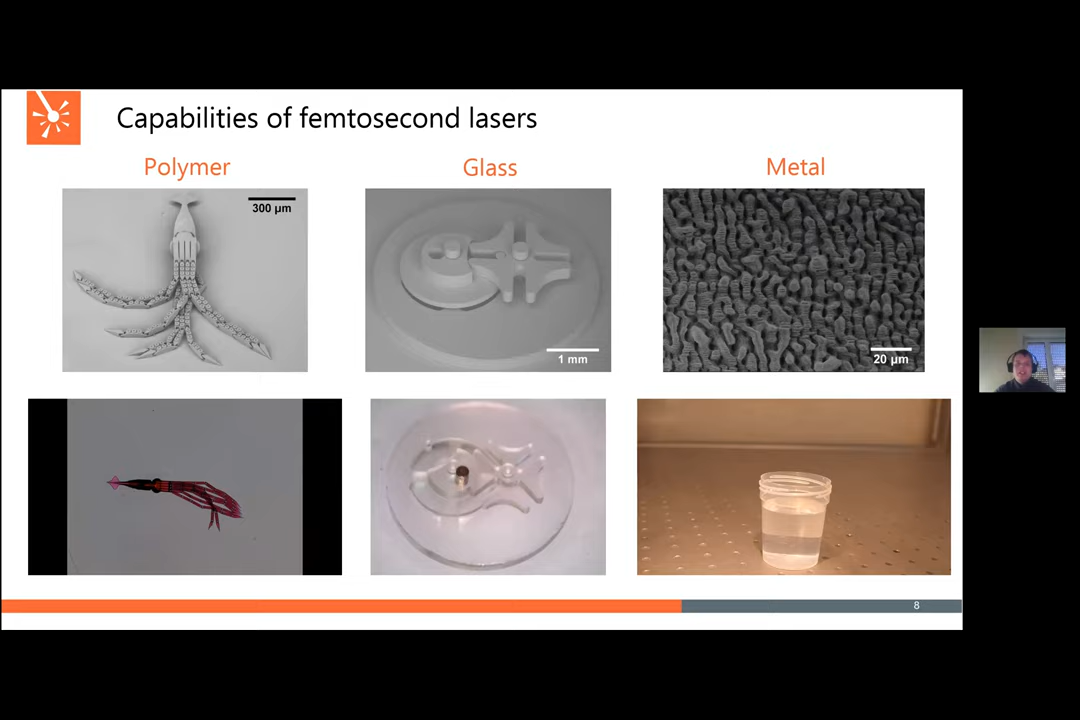 Capabilities of femtosecond lasers
Polymer
Glass
Metal
300 µm
1 mm
20 µm
8